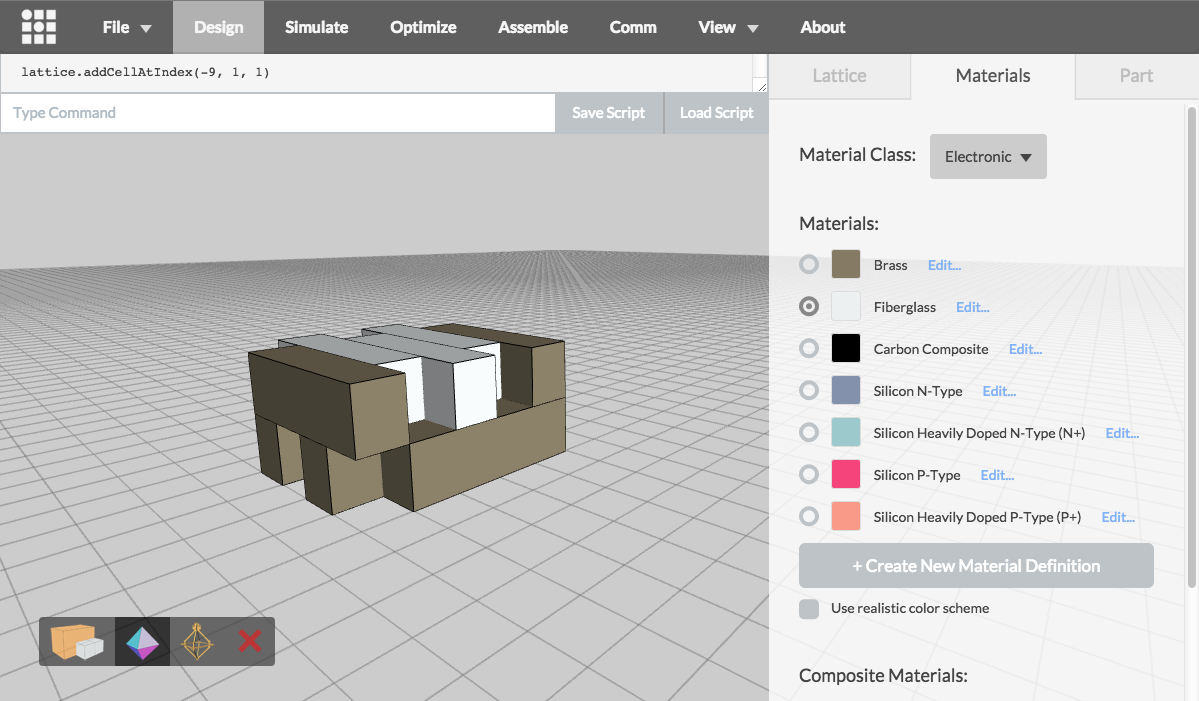 File Design Simulate Optimize Assemble Comm View About
lattice.addCellAtIndex(-9, 1, 1)
Type Command Save Script Load Script
Lattice Materials Part
Material Class: Electronic
Materials:
Brass Edit...
Fiberglass Edit...
Carbon Composite Edit...
Silicon N-Type Edit...
Silicon Heavily Doped N-Type (N+) Edit...
Silicon P-Type Edit...
Silicon Heavily Doped P-Type (P+) Edit...
+ Create New Material Definition
Use realistic color scheme
Composite Materials: